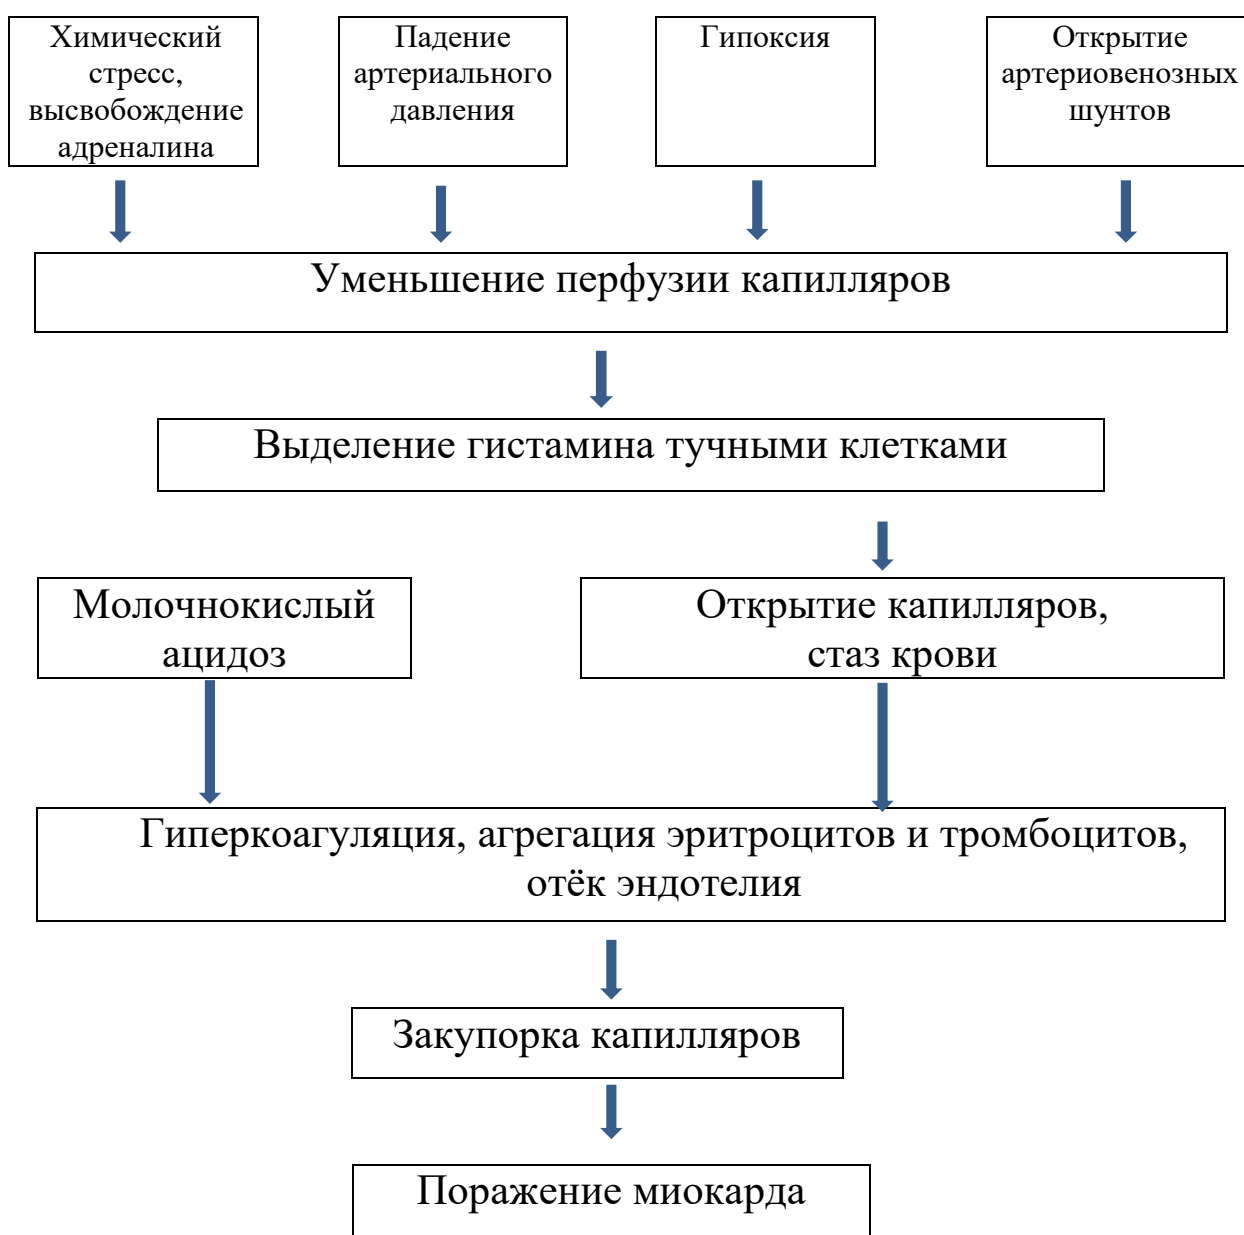 Химический
стресс,
высвобождение
адреналина
Падение
артериального
давления
Гипоксия
Открытие
артериовенозных
шунтов
Уменьшение перфузии капилляров
Выделение гистамина тучными клетками
Молочнокислый
ацидоз
Открытие капилляров,
стаз крови
Гиперкоагуляция, агрегация эритроцитов и тромбоцитов,
отёк эндотелия
Закупорка капилляров
Поражение миокарда